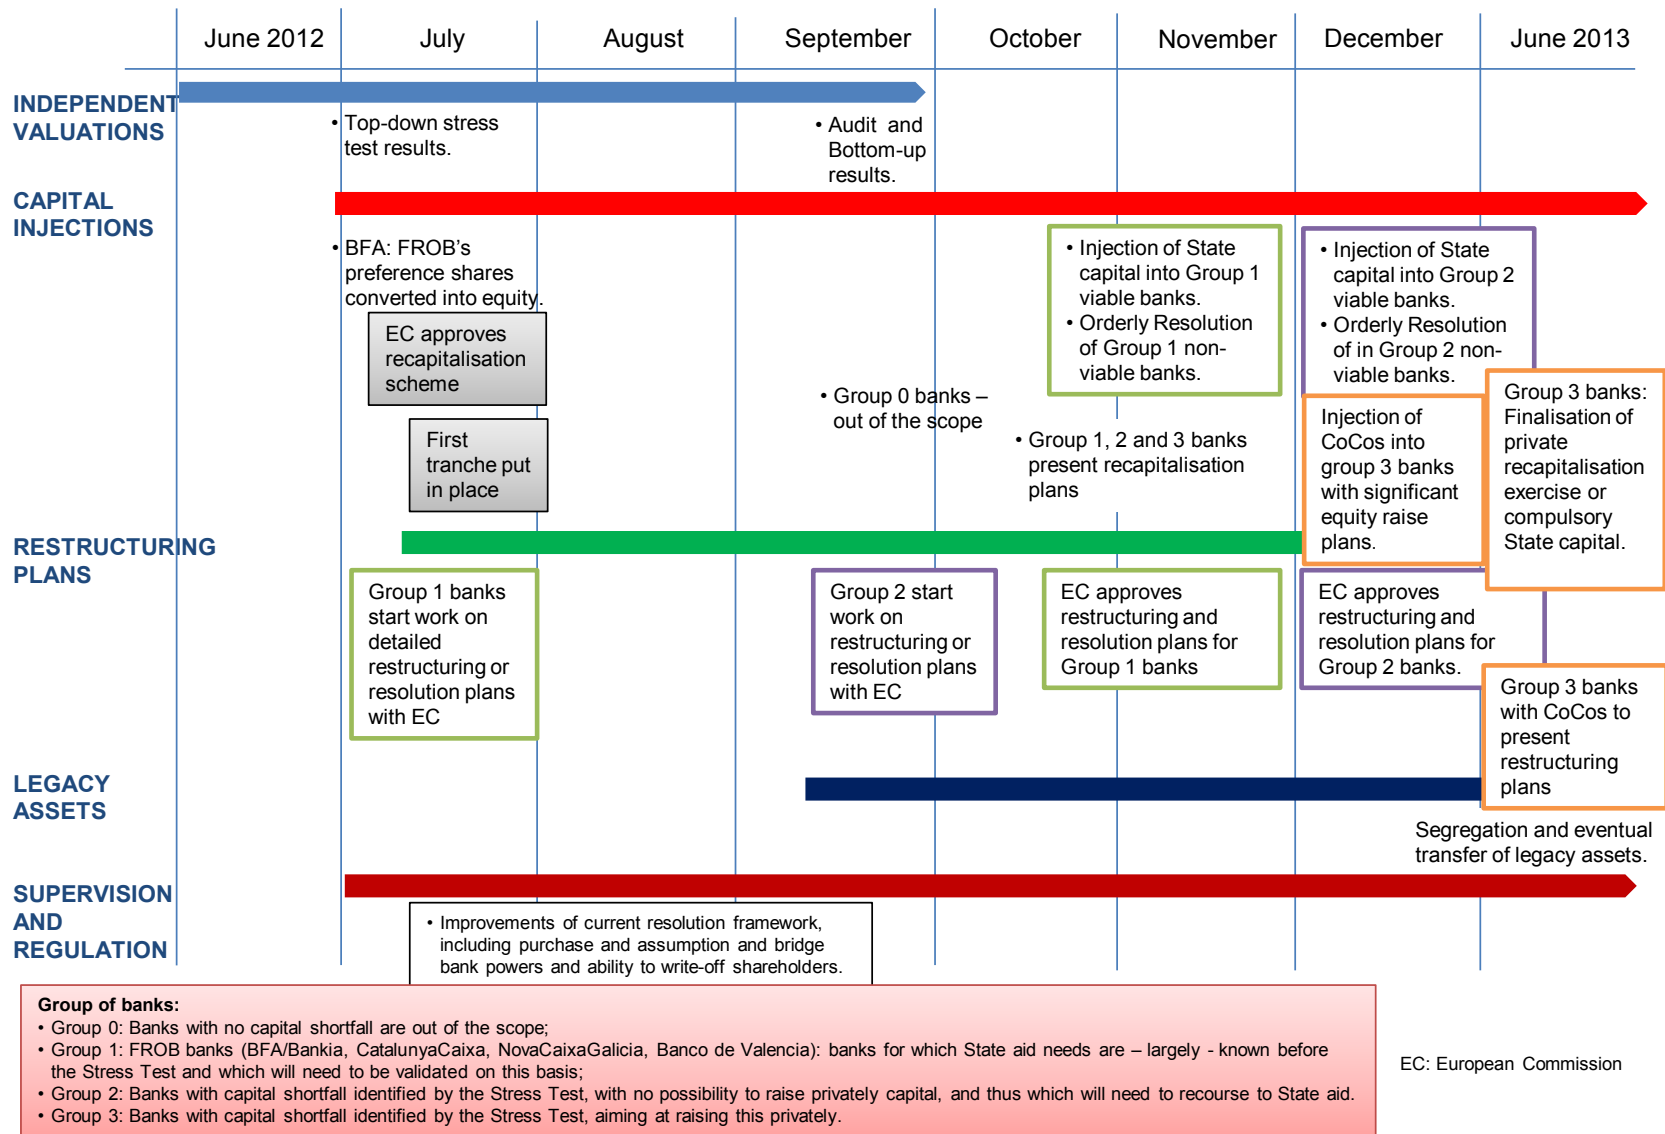 June 2012
July
August
September
October
November
December
June 2013
INDEPENDENT
VALUATIONS
• Top-down stress
test results.
• Audit and
Bottom-up
results.
CAPITAL
INJECTIONS
• BFA: FROB's
preference shares
converted into equity.
EC approves
recapitalisation
scheme
First
tranche put
in place
• Group 0 banks –
out of the scope
• Group 1, 2 and 3 banks
present recapitalisation
plans
• Injection of State
capital into Group 1
viable banks.
• Orderly Resolution
of Group 1 non-
viable banks.
• Injection of State
capital into Group 2
viable banks.
• Orderly Resolution
of in Group 2 non-
viable banks.
Injection of
CoCos into
group 3 banks
with significant
equity raise
plans.
Group 3 banks:
Finalisation of
private
recapitalisation
exercise or
compulsory
State capital.
RESTRUCTURING
PLANS
Group 1 banks
start work on
detailed
restructuring or
resolution plans
with EC
Group 2 start
work on
restructuring or
resolution plans
with EC
EC approves
restructuring and
resolution plans for
Group 1 banks
EC approves
restructuring and
resolution plans for
Group 2 banks.
Group 3 banks
with CoCos to
present
restructuring
plans
LEGACY
ASSETS
Segregation and eventual
transfer of legacy assets.
SUPERVISION
AND
REGULATION
• Improvements of current resolution framework,
including purchase and assumption and bridge
bank powers and ability to write-off shareholders.
Group of banks:
• Group 0: Banks with no capital shortfall are out of the scope;
• Group 1: FROB banks (BFA/Bankia, CatalunyaCaixa, NovaCaixaGalicia, Banco de Valencia): banks for which State aid needs are – largely - known before
the Stress Test and which will need to be validated on this basis;
• Group 2: Banks with capital shortfall identified by the Stress Test, with no possibility to raise privately capital, and thus which will need to recourse to State aid.
• Group 3: Banks with capital shortfall identified by the Stress Test, aiming at raising this privately.
EC: European Commission